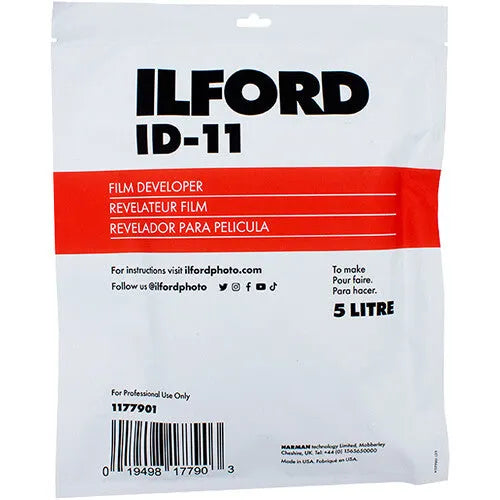 ILFORD
ID-11
FILM DEVELOPER
REVELATEUR FILM
REVELADOR PARA PELICULA
For instructions visit ilfordphoto.com
Follow us @ilfordphoto
To make
Pour faire.
Para hacer.
5 LITRE
For Professional Use Only
1177901
HARMAN technology Limited, Mobberley
Cheshire, UK, Tel: +44 (0) 1565650000
Made in USA. Fabriqué en USA.
0 19498 17790 3